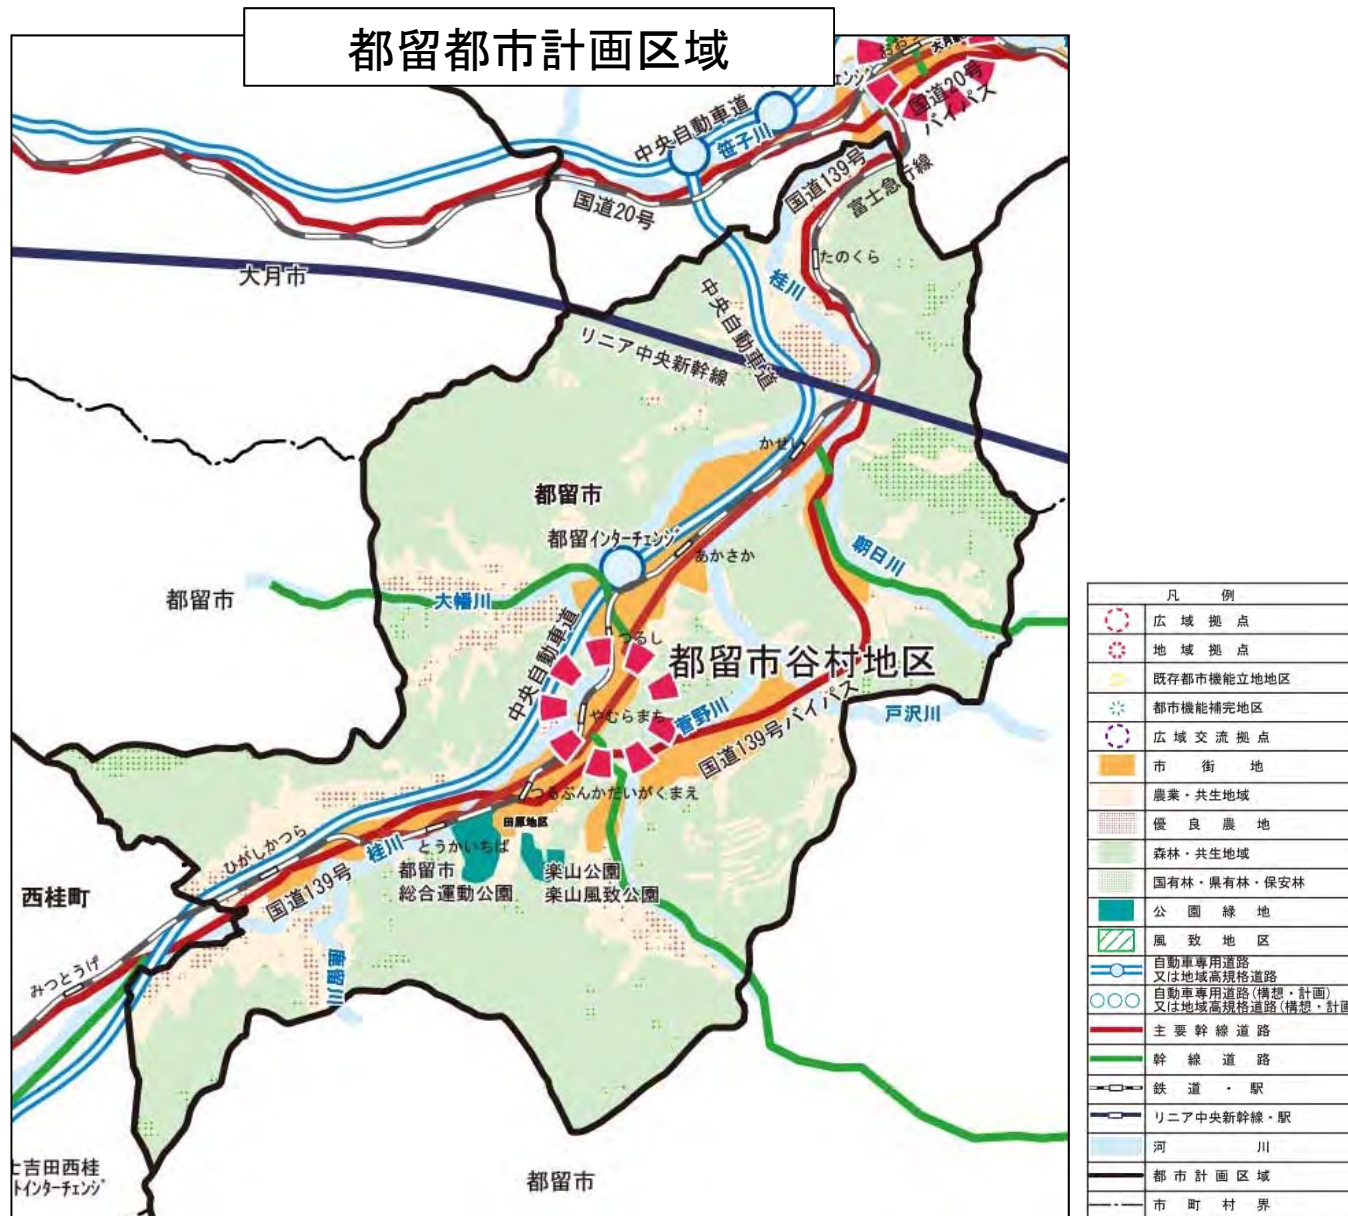 都留都市計画区域
おお
大月
ェンジ
国道20号
バイパス
中央自動車道
笹子川
国道139号
富士急行線
国道20号
たのくら
桂川
大月市
中央自動車道
リニア中央新幹線
かせい
都留市
都留インターチェンジ
あかさか
朝日川
都留市
大幡川
つるし
都留市谷村地区
中央自動車道
やむらまち
菅野川
戸沢川
国道139号バイパス
つるぶんかだいがくまえ
田原地区
ひがしかつら
桂川
とうかいちば
都留市
総合運動公園
楽山公園
楽山風致公園
西桂町
国道139号
みつとうげ
鹿留川
士吉田西桂
トインターチェンジ
都留市
凡例
広域拠点
地域拠点
既存都市機能立地地区
都市機能補完地区
広域交流拠点
市街地
農業・共生地域
優良農地
森林・共生地域
国有林・県有林・保安林
公園緑地
風致地区
自動車専用道路
又は地域高規格道路
自動車専用道路(構想・計画)
又は地域高規格道路(構想・計画
主要幹線道路
幹線道路
鉄道・駅
リニア中央新幹線・駅
河川
都市計画区域
市町村界